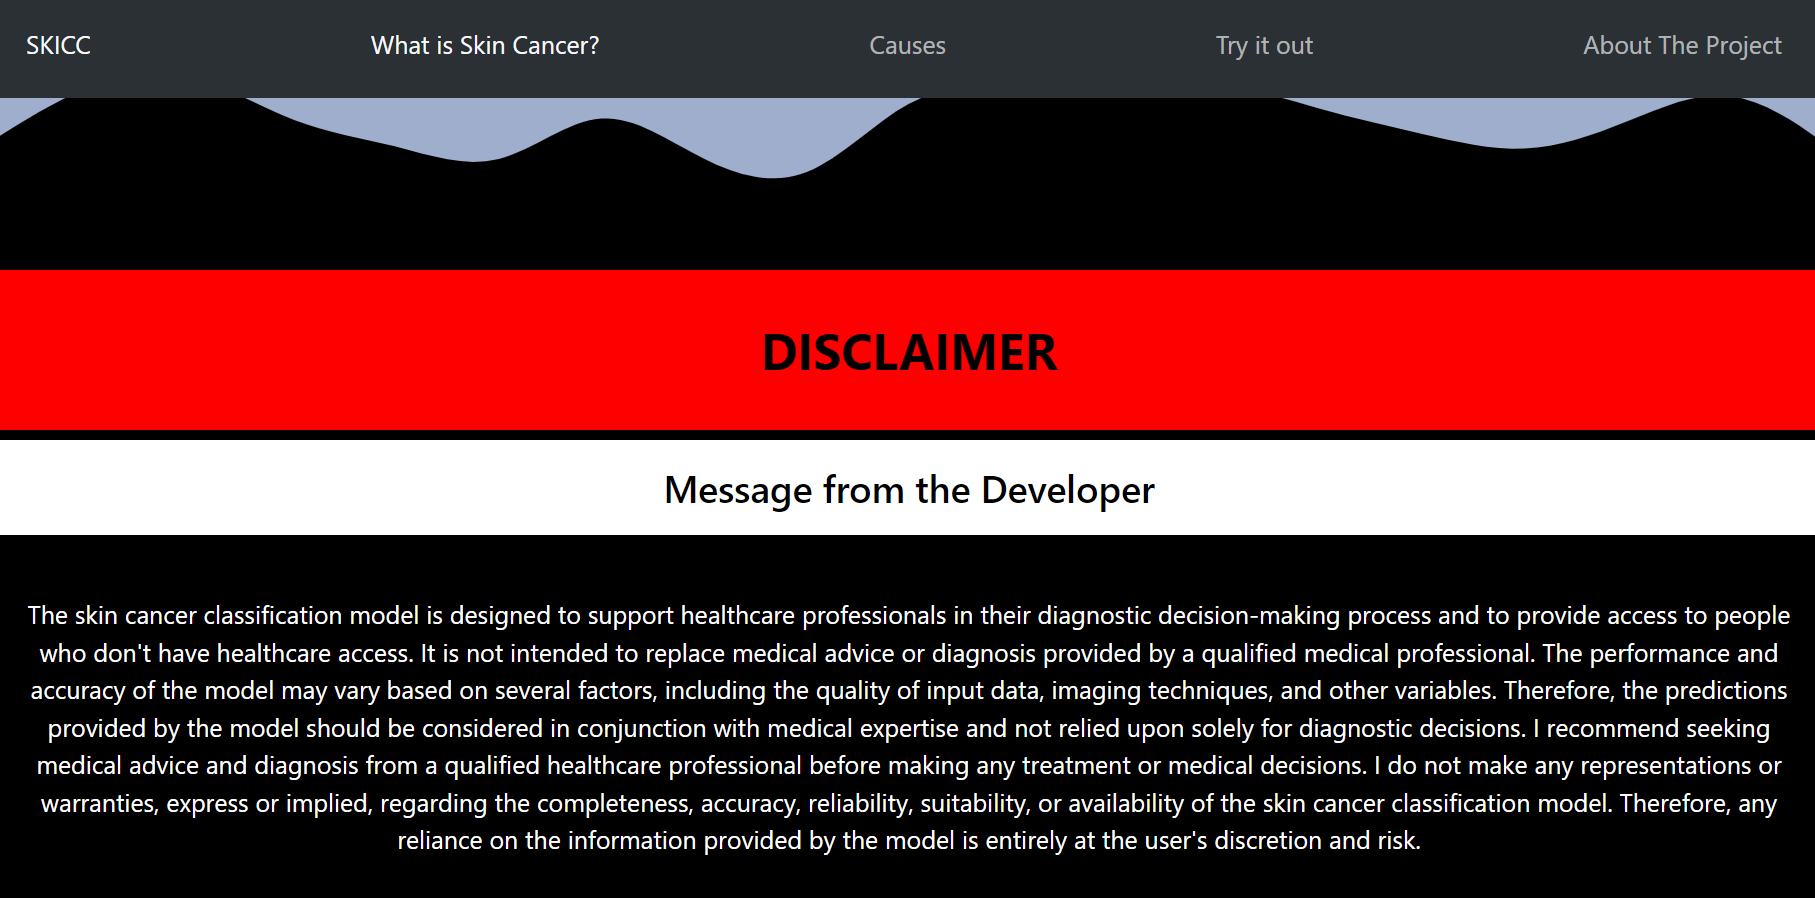 SKICC
What is Skin Cancer?
Causes
Try it out
About The Project
DISCLAIMER
Message from the Developer
The skin cancer classification model is designed to support healthcare professionals in their diagnostic decision-making process and to provide access to people
who don't have healthcare access. It is not intended to replace medical advice or diagnosis provided by a qualified medical professional. The performance and
accuracy of the model may vary based on several factors, including the quality of input data, imaging techniques, and other variables. Therefore, the predictions
provided by the model should be considered in conjunction with medical expertise and not relied upon solely for diagnostic decisions. I recommend seeking
medical advice and diagnosis from a qualified healthcare professional before making any treatment or medical decisions. I do not make any representations or
warranties, express or implied, regarding the completeness, accuracy, reliability, suitability, or availability of the skin cancer classification model. Therefore, any
reliance on the information provided by the model is entirely at the user's discretion and risk.